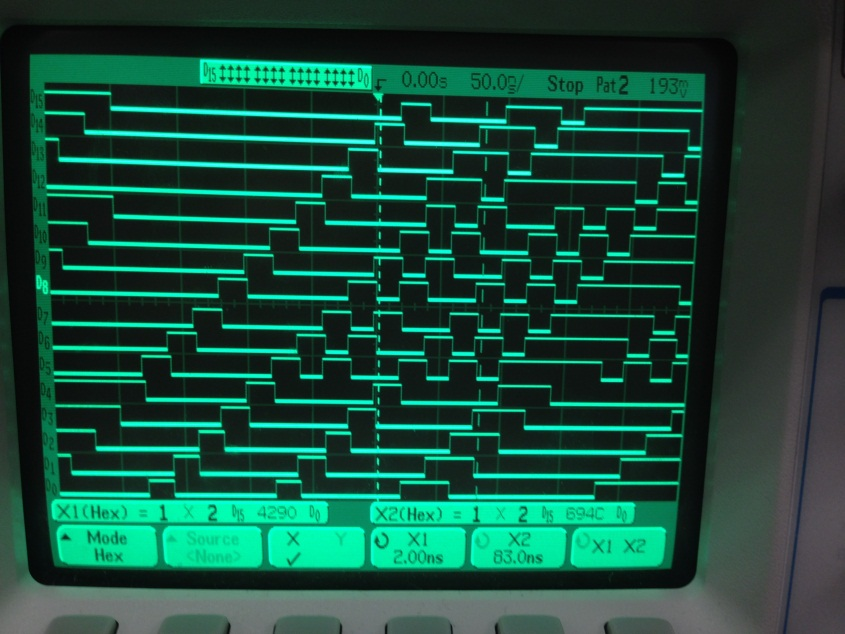 D15 D0 0.00s 50.0ns/ Stop Pat2 193mV
D15
D14
D13
D12
D11
D10
D9
D8
D7
D6
D5
D4
D3
D2
D1
D0
X1(Hex) = 1 X 2 D15 4290 D0 X2(Hex) = 1 X 2 D15 694C D0
Mode Source X Y X1 X2 X1 X2
Hex <None> ✓ 2.00ns 83.0ns